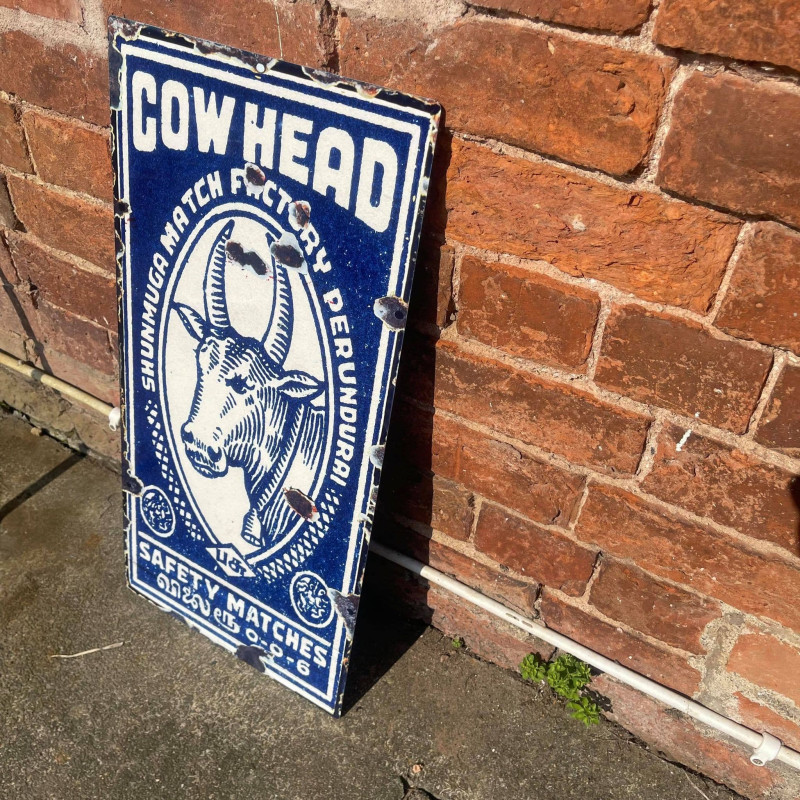 COW HEAD
SHUNMUGA MATCH FACTORY PERUNDURAI
SAFETY MATCHES
விலை ரூ 0-0-6